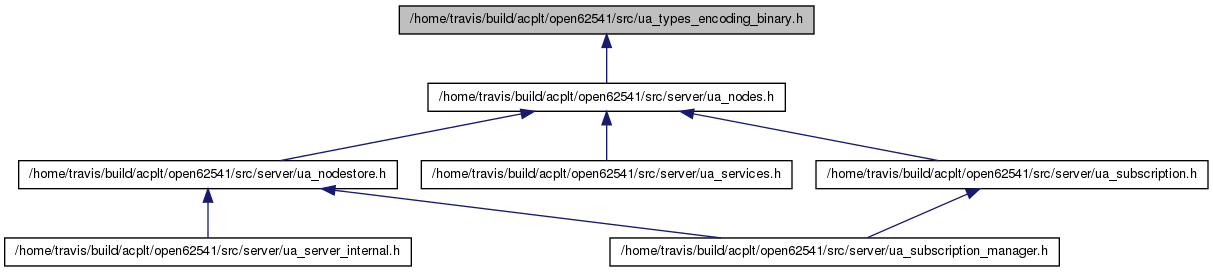 /home/travis/build/acplt/open62541/src/ua_types_encoding_binary.h
/home/travis/build/acplt/open62541/src/server/ua_nodes.h
/home/travis/build/acplt/open62541/src/server/ua_nodestore.h
/home/travis/build/acplt/open62541/src/server/ua_services.h
/home/travis/build/acplt/open62541/src/server/ua_subscription.h
/home/travis/build/acplt/open62541/src/server/ua_server_internal.h
/home/travis/build/acplt/open62541/src/server/ua_subscription_manager.h